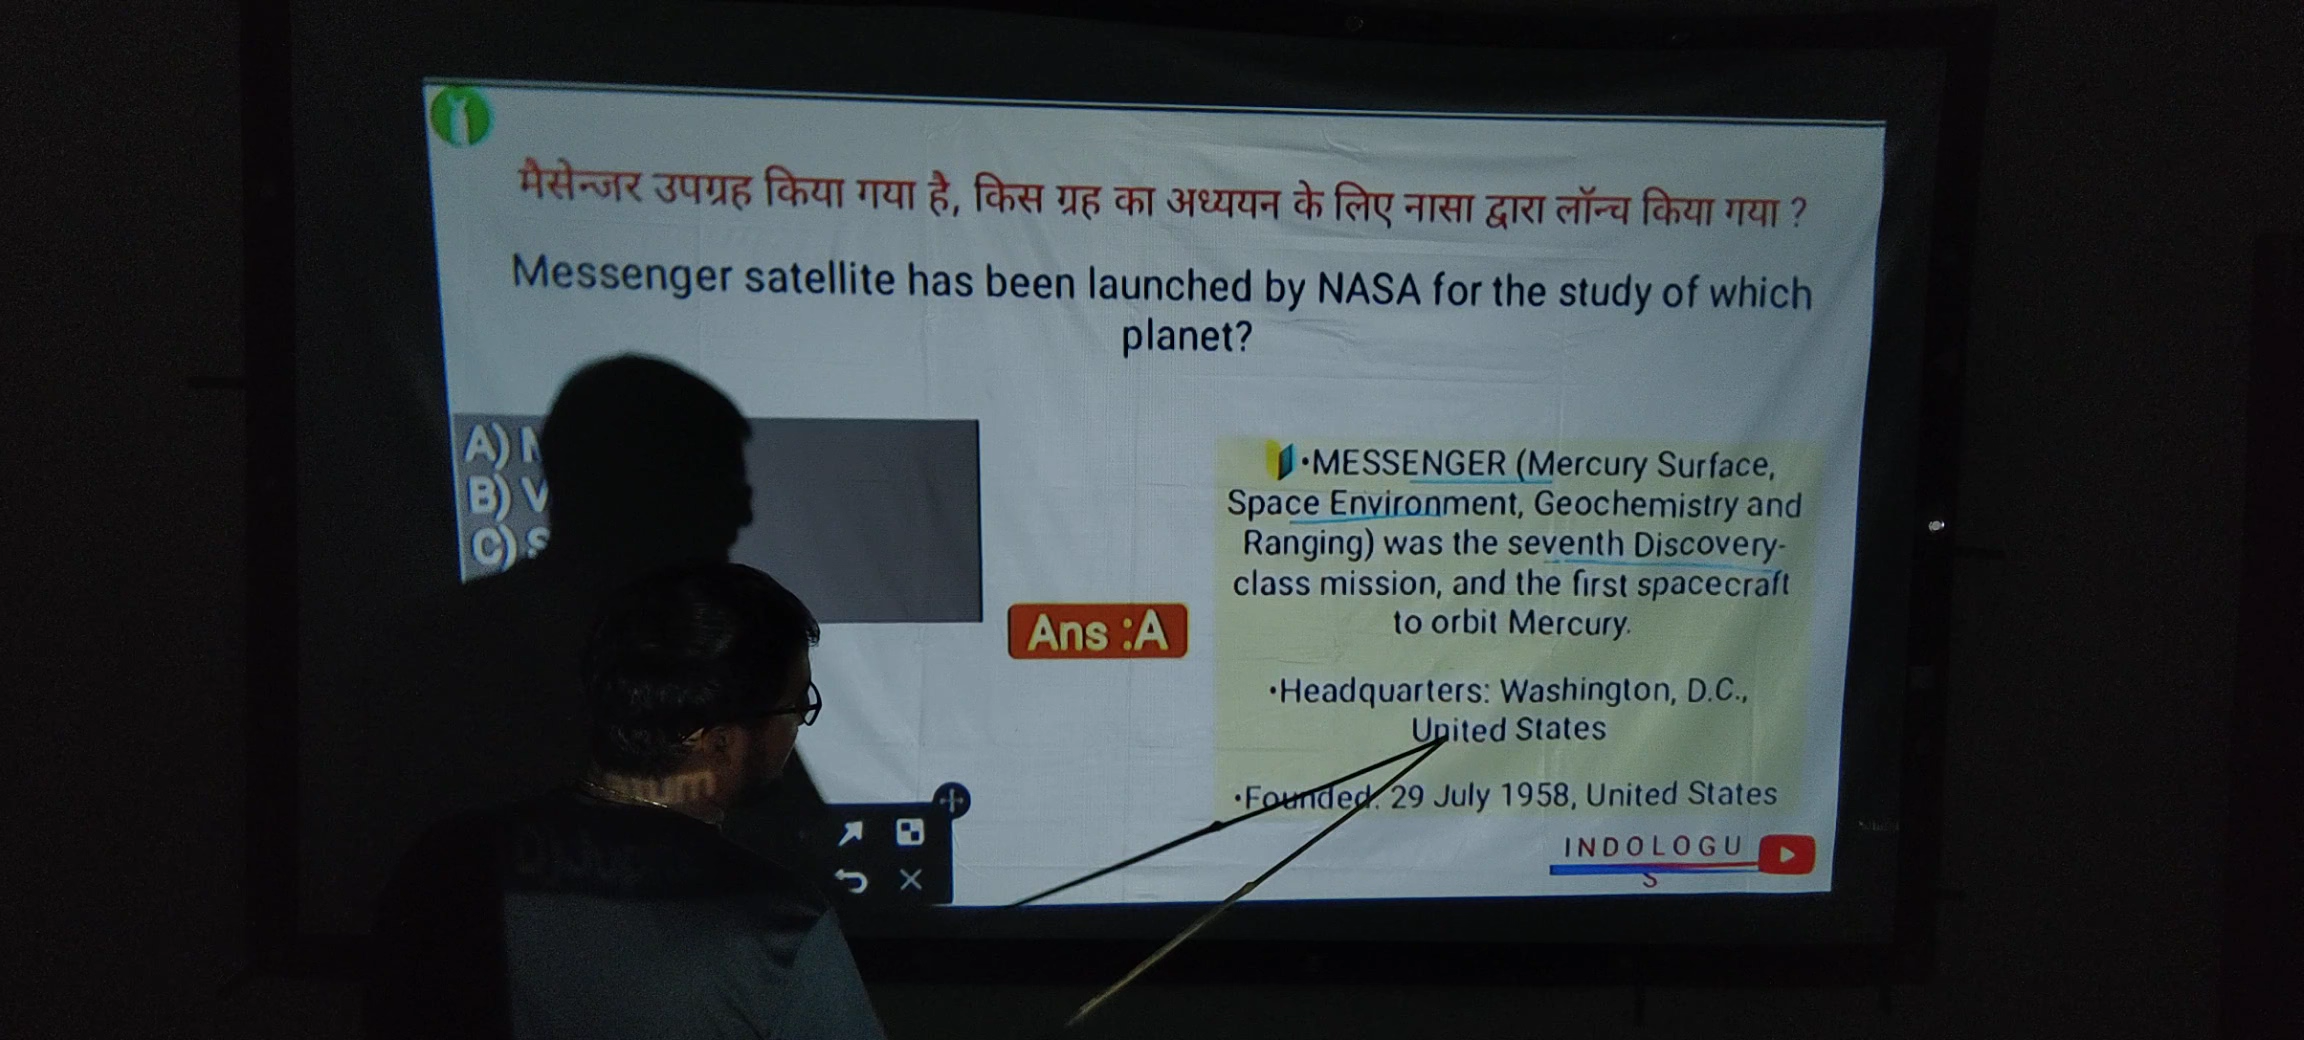 मैसेन्जर उपग्रह किया गया है, किस ग्रह का अध्ययन के लिए नासा द्वारा लॉन्च किया गया ?
Messenger satellite has been launched by NASA for the study of which
planet?
A)
B) V
C) S
Ans :A
•MESSENGER (Mercury Surface,
Space Environment, Geochemistry and
Ranging) was the seventh Discovery-
class mission, and the first spacecraft
to orbit Mercury.
•Headquarters: Washington, D.C.,
United States
•Founded: 29 July 1958, United States
INDOLOGU
S